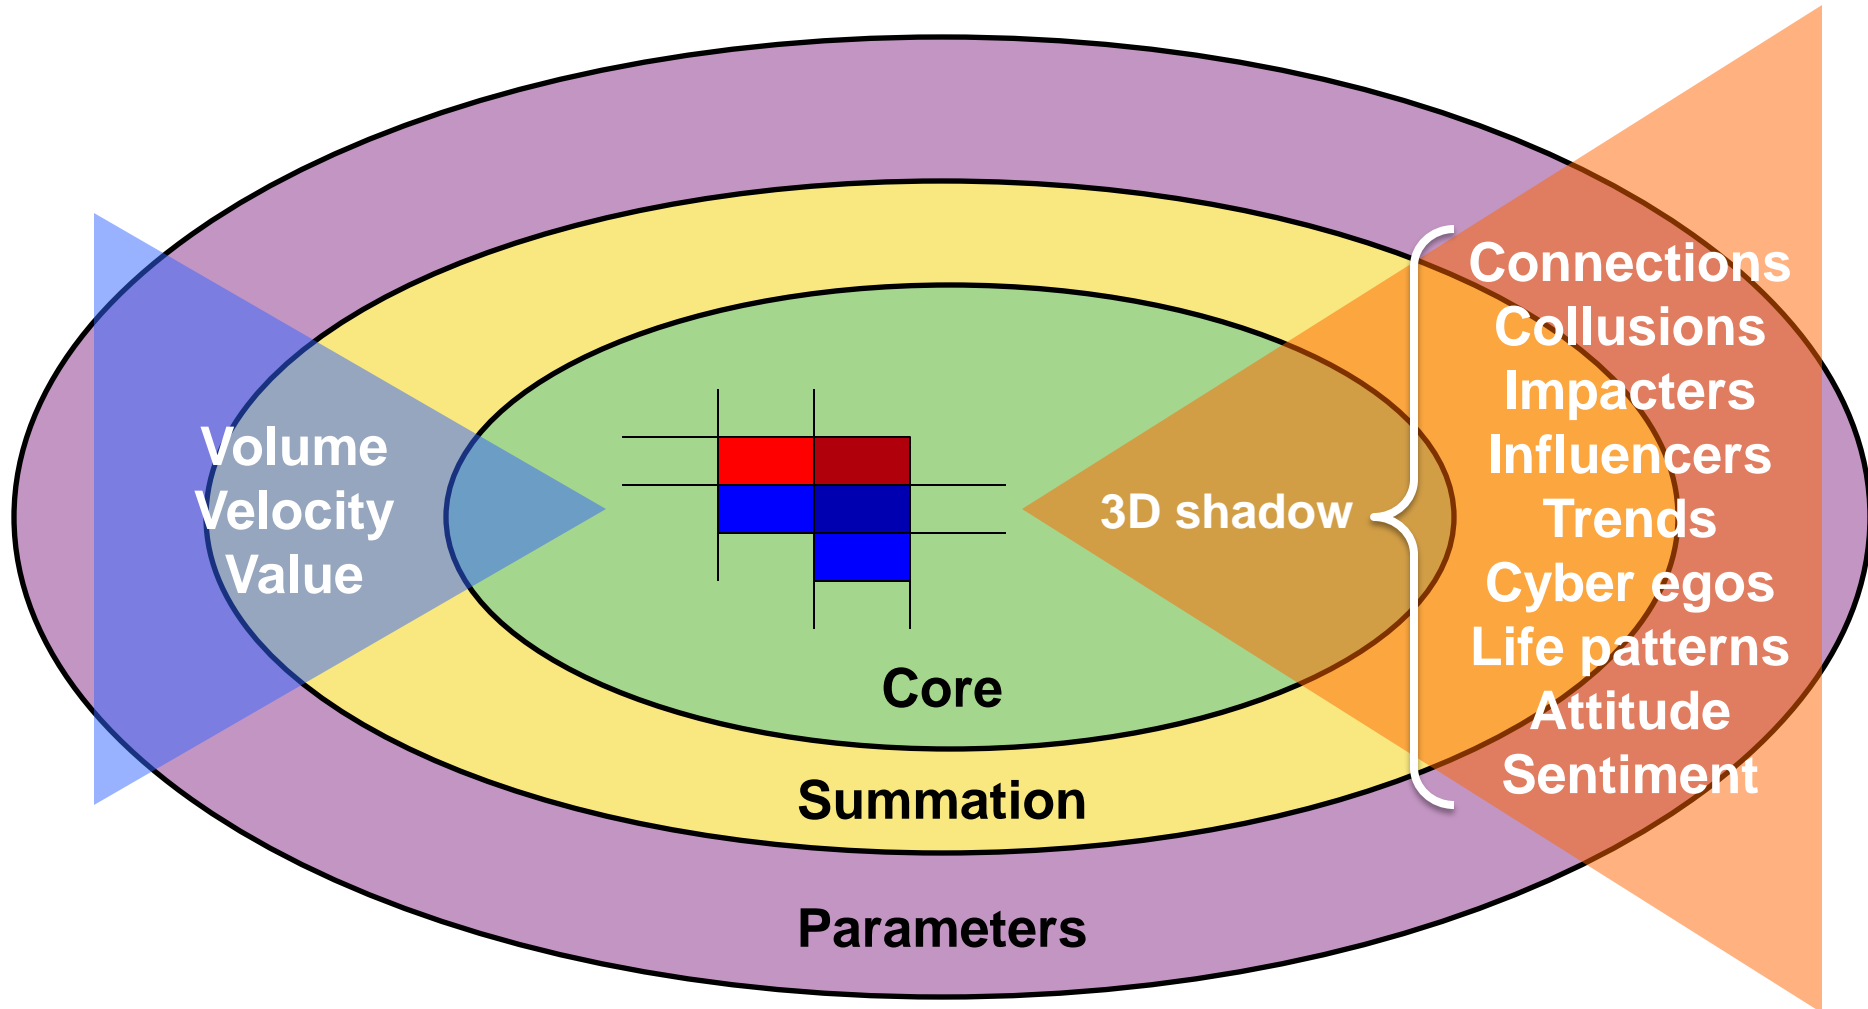 Volume
Velocity
Value
3D shadow
Connections
Collusions
Impacters
Influencers
Trends
Cyber egos
Life patterns
Attitude
Sentiment
Core
Summation
Parameters